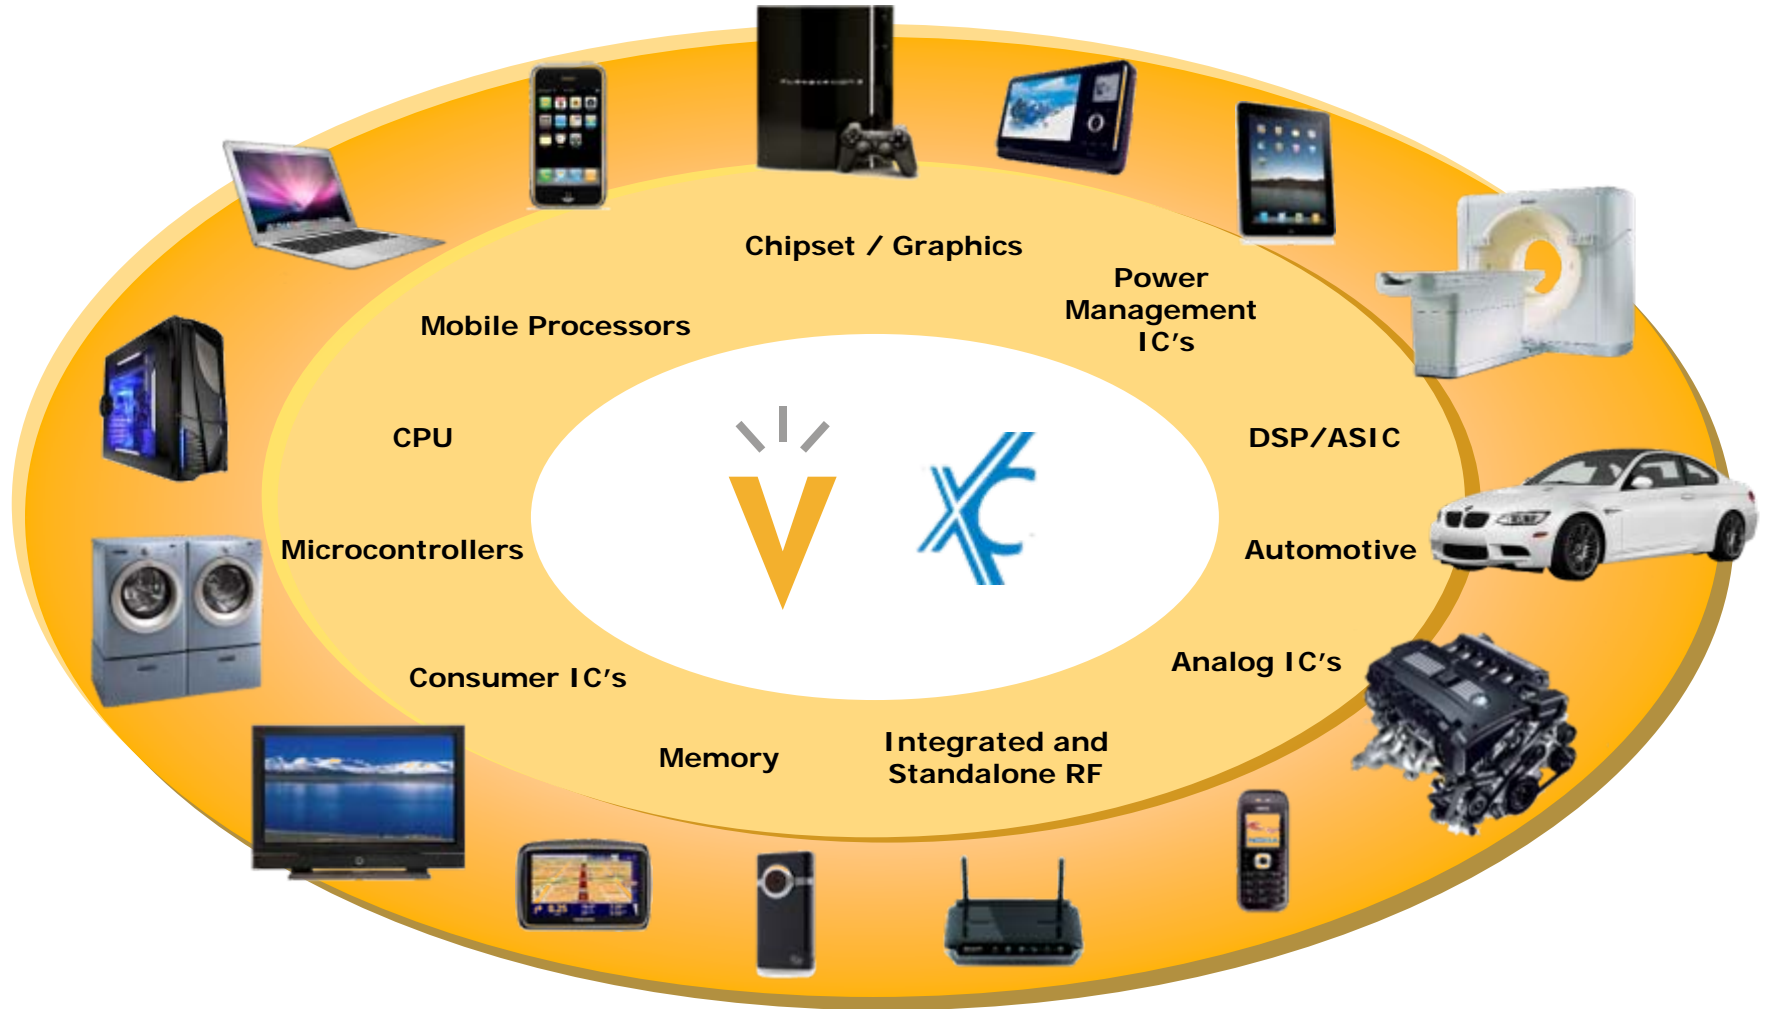 Chipset / Graphics
Power
Management
IC's
Mobile Processors
CPU
DSP/ASIC
Microcontrollers
Automotive
Consumer IC's
Analog IC's
Memory
Integrated and
Standalone RF